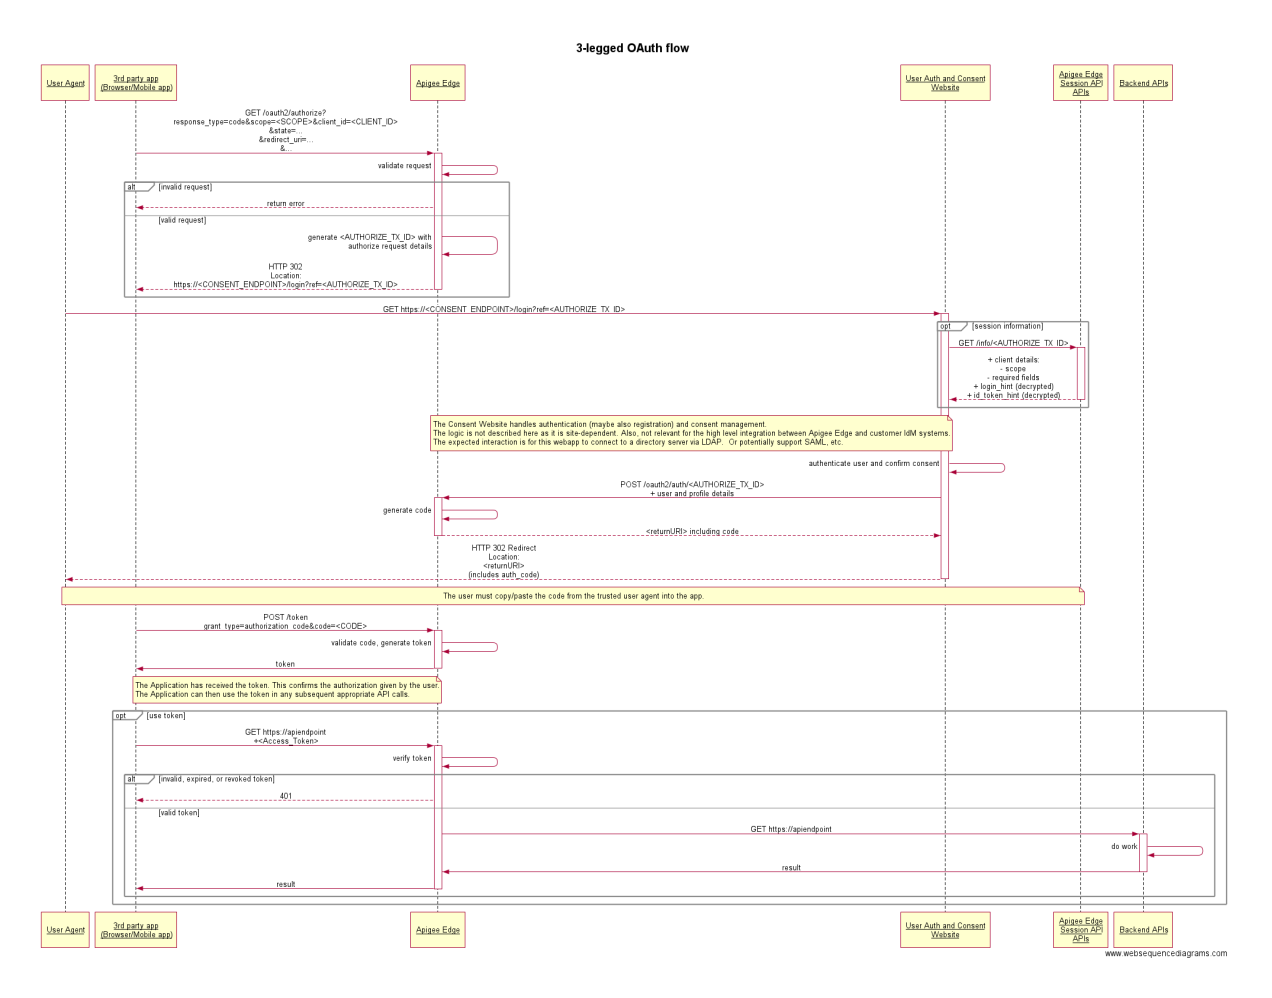 3-legged OAuth flow
User Agent
3rd party app
(Browser/Mobile app)
Apigee Edge
User Auth and Consent
Website
Apigee Edge
Session API
APIs
Backend APIs
GET /oauth2/authorize?
response_type=code&scope=<SCOPE>&client_id=<CLIENT_ID>
&state=...
&redirect_uri=...
&...
validate request
alt
[invalid request]
return error
[valid request]
generate <AUTHORIZE_TX_ID> with
authorize request details
HTTP 302
Location:
https://<CONSENT_ENDPOINT>/login?ref=<AUTHORIZE_TX_ID>
GET https://<CONSENT_ENDPOINT>/login?ref=<AUTHORIZE_TX_ID>
opt
[session information]
GET /info/<AUTHORIZE_TX_ID>
+ client details:
- scope
- required fields
+ login_hint (decrypted)
+ id_token_hint (decrypted)
The Consent Website handles authentication (maybe also registration) and consent management.
The logic is not described here as it is site-dependent. Also, not relevant for the high level integration between Apigee Edge and customer IdM systems.
The expected interaction is for this webapp to connect to a directory server via LDAP. Or potentially support SAML, etc.
authenticate user and confirm consent
POST /oauth2/auth/<AUTHORIZE_TX_ID>
+ user and profile details
generate code
<returnURI> including code
HTTP 302 Redirect
Location:
<returnURI>
(includes auth_code)
The user must copy/paste the code from the trusted user agent into the app.
POST /token
grant_type=authorization_code&code=<CODE>
validate code, generate token
token
The Application has received the token. This confirms the authorization given by the user.
The Application can then use the token in any subsequent appropriate API calls.
opt
[use token]
GET https://apiendpoint
+<Access_Token>
verify token
alt
[invalid, expired, or revoked token]
401
[valid token]
GET https://apiendpoint
do work
result
result
User Agent
3rd party app
(Browser/Mobile app)
Apigee Edge
User Auth and Consent
Website
Apigee Edge
Session API
APIs
Backend APIs
www.websequencediagrams.com